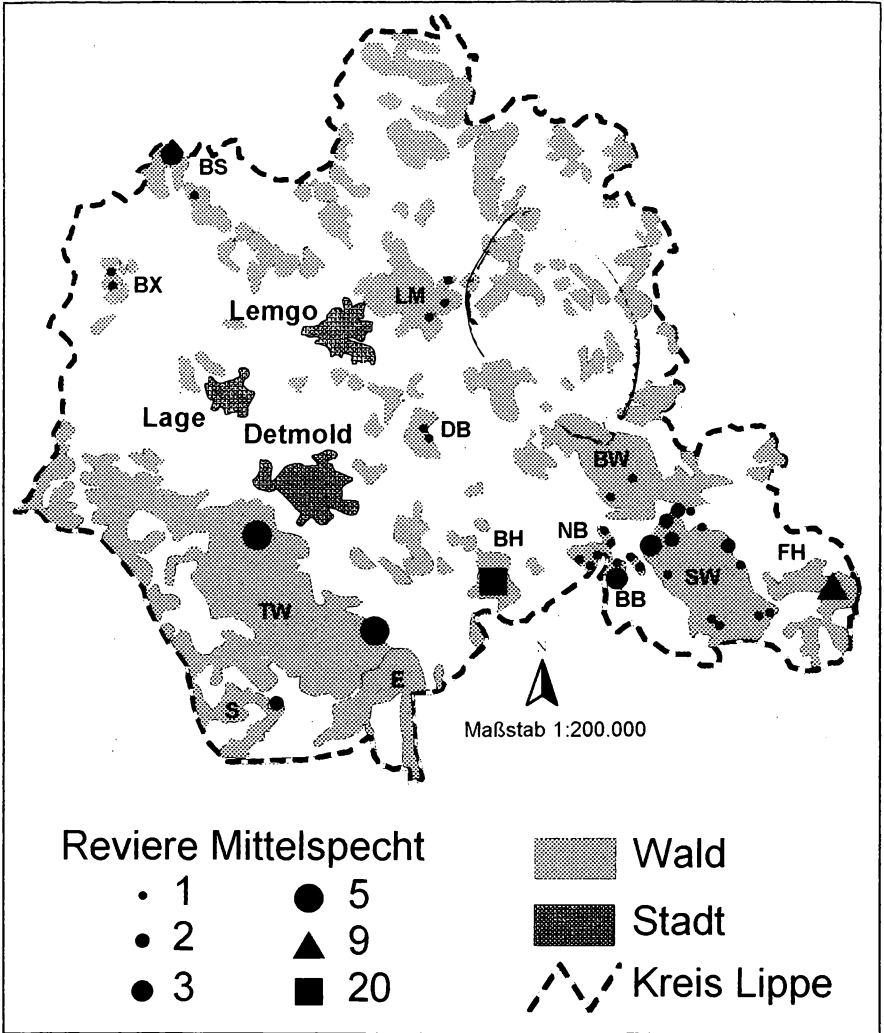 BS
BX
LM
Lemgo
Lage
Detmold
DB
BW
BH
NB
FH
SW
BB
TW
E
S
N
Maßstab 1:200.000
Reviere Mittelspecht
1
2
3
5
9
20
Wald
Stadt
Kreis Lippe